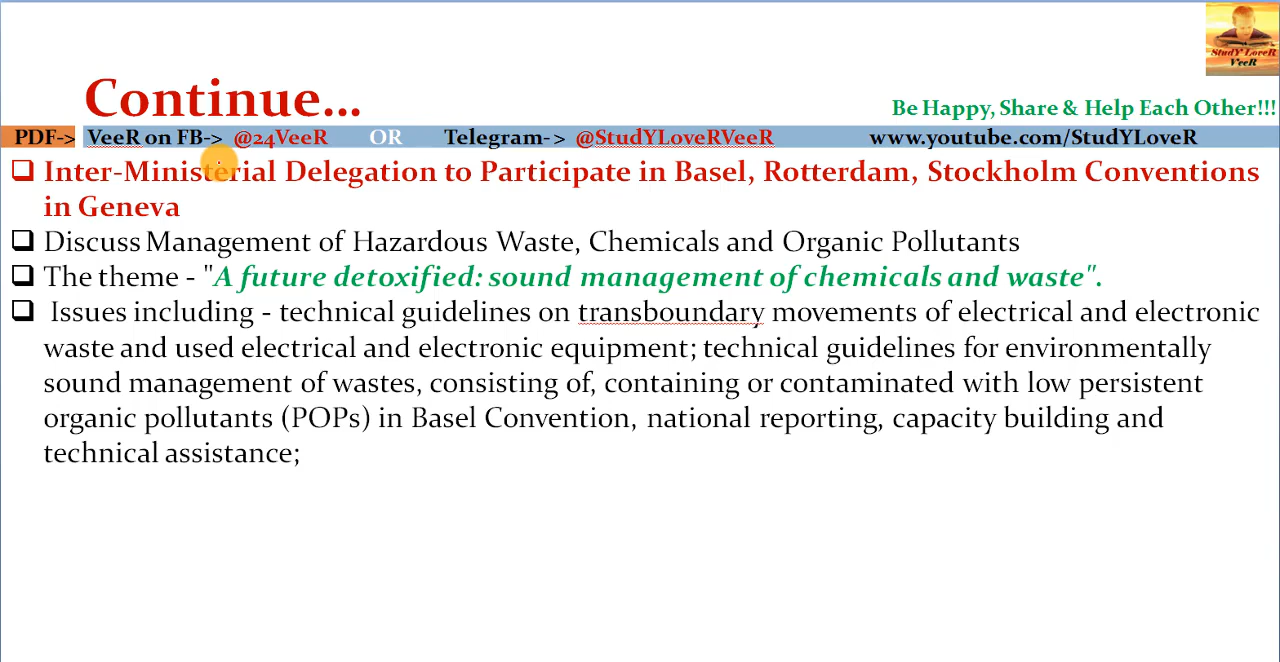 StudY LoveR
VeeR
Continue...
Be Happy, Share & Help Each Other!!!
PDF-> VeeR on FB-> @24VeeR OR Telegram-> @StudYLoveRVeeR www.youtube.com/StudYLoveR
❑ Inter-Ministerial Delegation to Participate in Basel, Rotterdam, Stockholm Conventions
in Geneva
❑ Discuss Management of Hazardous Waste, Chemicals and Organic Pollutants
❑ The theme - "A future detoxified: sound management of chemicals and waste".
❑ Issues including - technical guidelines on transboundary movements of electrical and electronic
waste and used electrical and electronic equipment; technical guidelines for environmentally
sound management of wastes, consisting of, containing or contaminated with low persistent
organic pollutants (POPs) in Basel Convention, national reporting, capacity building and
technical assistance;